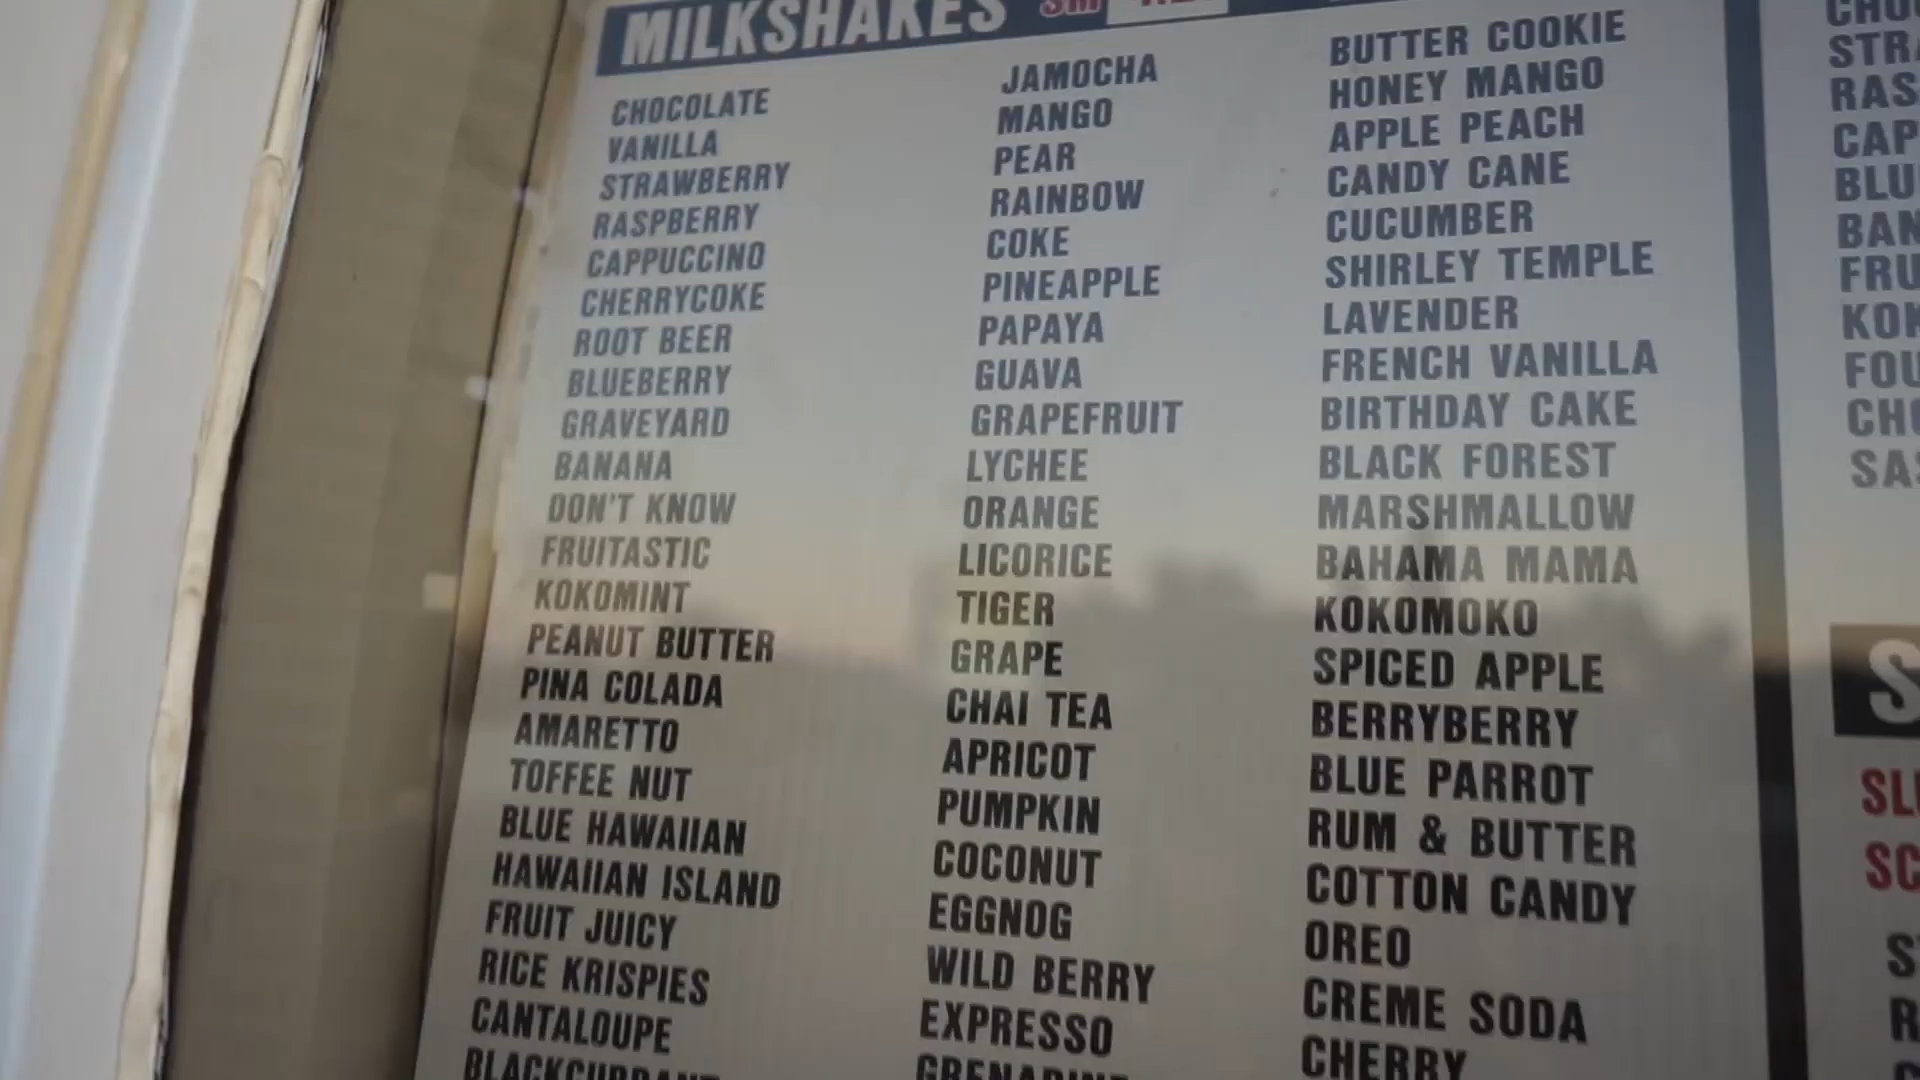 MILKSHAKES SM
CHOCOLATE
VANILLA
STRAWBERRY
RASPBERRY
CAPPUCCINO
CHERRYCOKE
ROOT BEER
BLUEBERRY
GRAVEYARD
BANANA
DON'T KNOW
FRUITASTIC
KOKOMINT
PEANUT BUTTER
PINA COLADA
AMARETTO
TOFFEE NUT
BLUE HAWAIIAN
HAWAIIAN ISLAND
FRUIT JUICY
RICE KRISPIES
CANTALOUPE
BLACKCURRANT
JAMOCHA
MANGO
PEAR
RAINBOW
COKE
PINEAPPLE
PAPAYA
GUAVA
GRAPEFRUIT
LYCHEE
ORANGE
LICORICE
TIGER
GRAPE
CHAI TEA
APRICOT
PUMPKIN
COCONUT
EGGNOG
WILD BERRY
EXPRESSO
GRENADINE
BUTTER COOKIE
HONEY MANGO
APPLE PEACH
CANDY CANE
CUCUMBER
SHIRLEY TEMPLE
LAVENDER
FRENCH VANILLA
BIRTHDAY CAKE
BLACK FOREST
MARSHMALLOW
BAHAMA MAMA
KOKOMOKO
SPICED APPLE
BERRYBERRY
BLUE PARROT
RUM & BUTTER
COTTON CANDY
OREO
CREME SODA
CHERRY